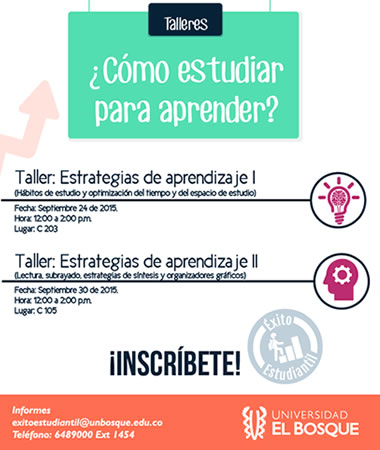 Talleres
¿Cómo estudiar
para aprender?
Taller: Estrategias de aprendizaje I
(Hábitos de estudio y optimización del tiempo y del espacio de estudio)
Fecha: Septiembre 24 de 2015.
Hora: 12:00 a 2:00 p.m.
Lugar: C 203
Taller: Estrategias de aprendizaje II
(Lectura, subrayado, estrategias de síntesis y organizadores gráficos)
Fecha: Septiembre 30 de 2015.
Hora: 12:00 a 2:00 p.m.
Lugar: C 105
Éxito
Estudiantil
¡INSCRÍBETE!
Informes
exitoestudiantil@unbosque.edu.co
Teléfono: 6489000 Ext 1454
UNIVERSIDAD
EL BOSQUE